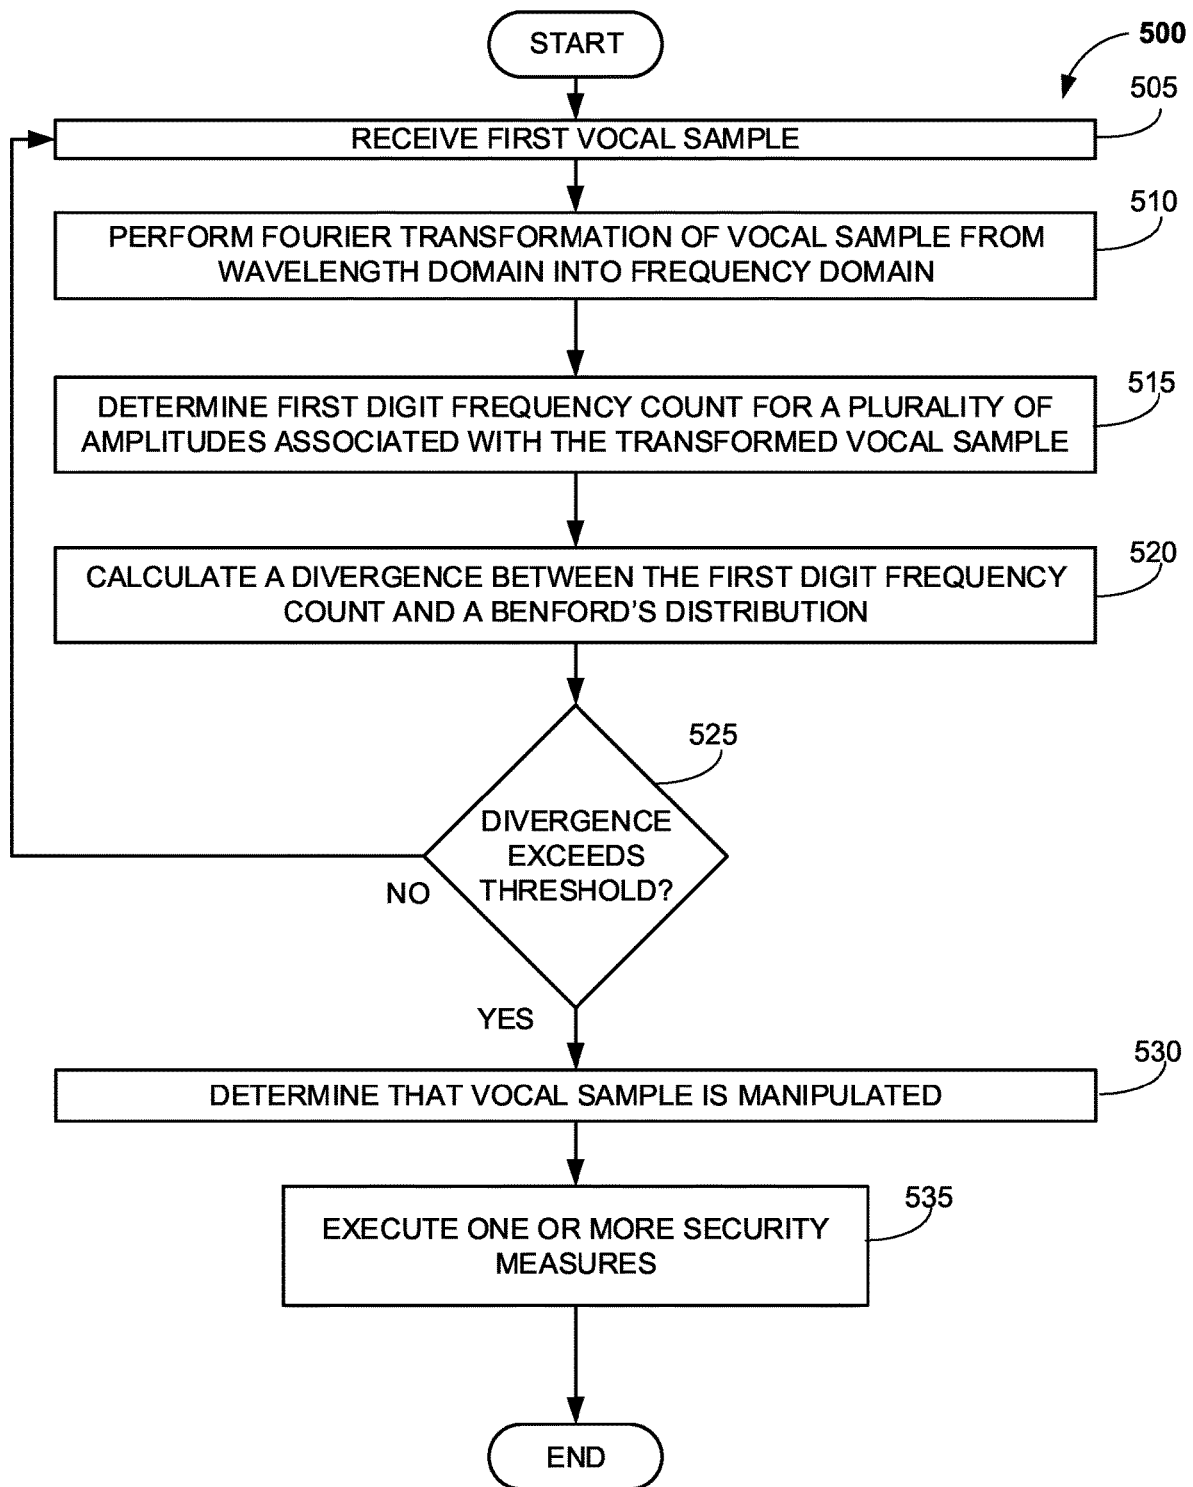 START
500
505
RECEIVE FIRST VOCAL SAMPLE
510
PERFORM FOURIER TRANSFORMATION OF VOCAL SAMPLE FROM
WAVELENGTH DOMAIN INTO FREQUENCY DOMAIN
515
DETERMINE FIRST DIGIT FREQUENCY COUNT FOR A PLURALITY OF
AMPLITUDES ASSOCIATED WITH THE TRANSFORMED VOCAL SAMPLE
520
CALCULATE A DIVERGENCE BETWEEN THE FIRST DIGIT FREQUENCY
COUNT AND A BENFORD'S DISTRIBUTION
525
DIVERGENCE
EXCEEDS
THRESHOLD?
NO
YES
530
DETERMINE THAT VOCAL SAMPLE IS MANIPULATED
535
EXECUTE ONE OR MORE SECURITY
MEASURES
END